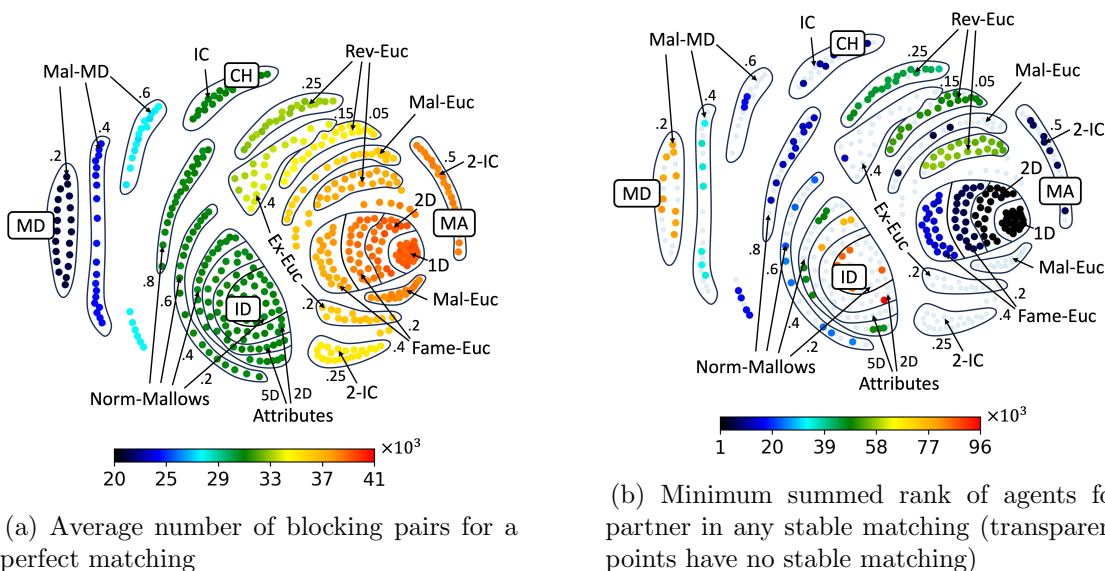 IC
CH
Rev-Euc
Mal-MD
.25
.6
.15
.05
Mal-Euc
.4
.2
.5
2-IC
MD
2D
MA
.4
Ex-Euc
1D
.8
.6
ID
.2
Mal-Euc
.4
.2
.2
.4
Fame-Euc
Norm-Mallows
5D
2D
.25
2-IC
Attributes
×10³
20 25 29 33 37 41
(a) Average number of blocking pairs for a
perfect matching
IC
CH
Rev-Euc
Mal-MD
.25
.6
.15
.05
Mal-Euc
.4
.2
.5
2-IC
MD
2D
MA
.4
Ex-Euc
1D
.8
.6
ID
.2
Mal-Euc
.4
.2
.4
Fame-Euc
Norm-Mallows
5D
2D
2-IC
Attributes
×10³
1 20 39 58 77 96
(b) Minimum summed rank of agents
partner in any stable matching
points have no stable matching)